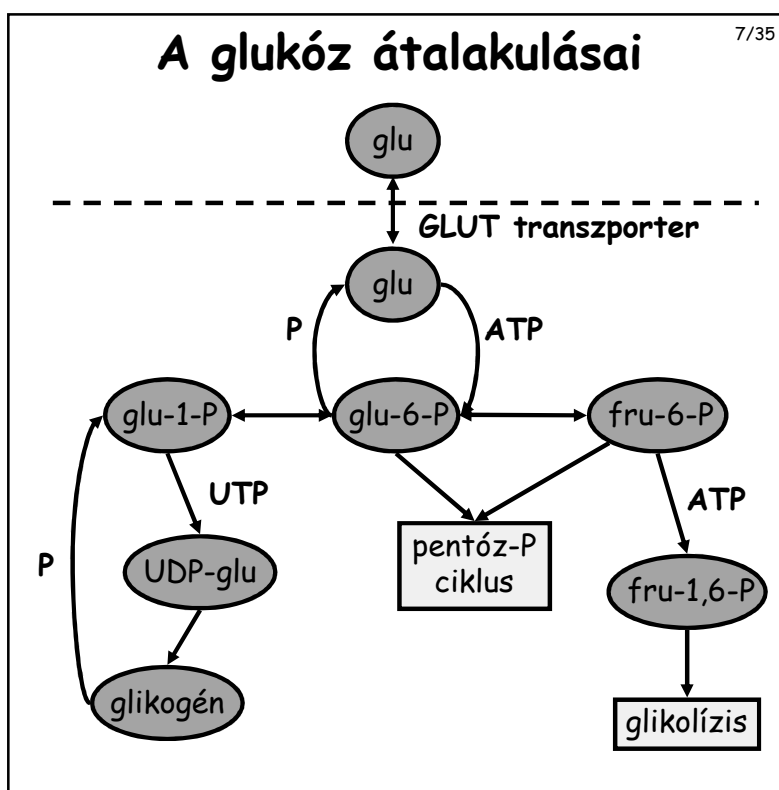 7/35
A glukóz átalakulásai
glu
GLUT transzporter
glu
P
ATP
glu-1-P
glu-6-P
fru-6-P
UTP
ATP
P
UDP-glu
pentóz-P
ciklus
fru-1,6-P
glikogén
glikolízis